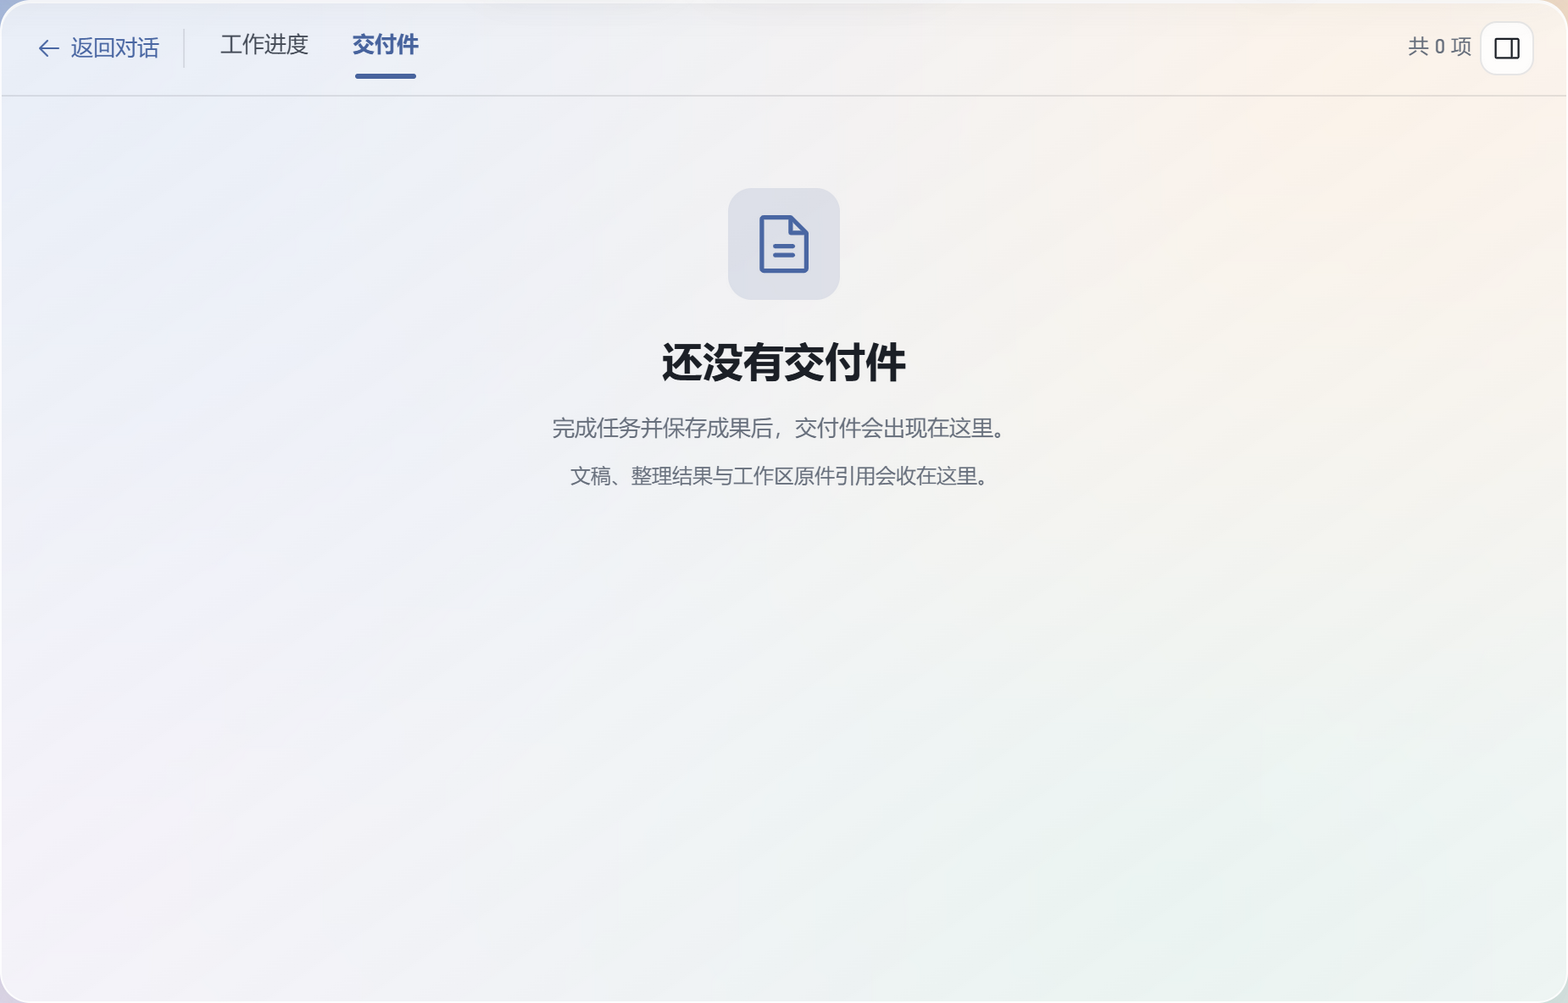 返回对话
工作进度
交付件
共 0 项
还没有交付件
完成任务并保存成果后，交付件会出现在这里。
文稿、整理结果与工作区原件引用会收在这里。